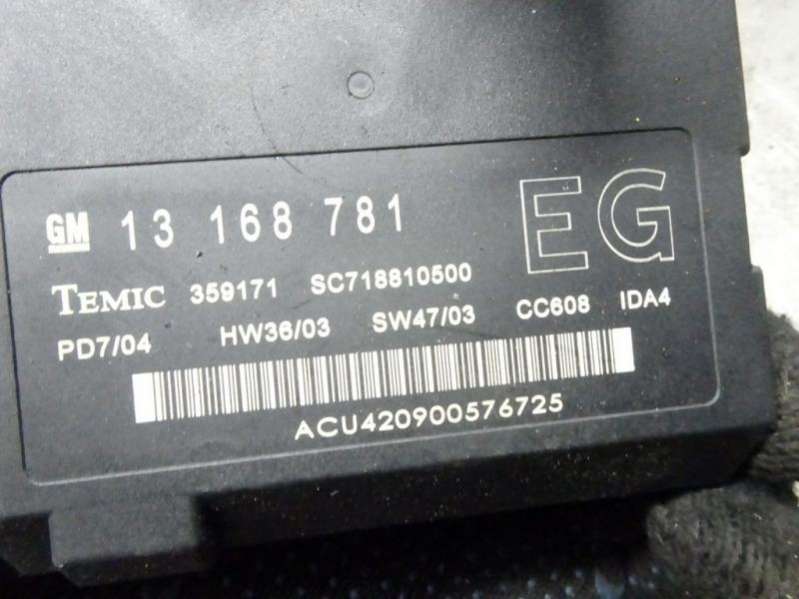 GM 13 168 781 EG
TEMIC 359171 SC718810500
PD7/04 HW36/03 SW47/03 CC608 IDA4
ACU420900576725